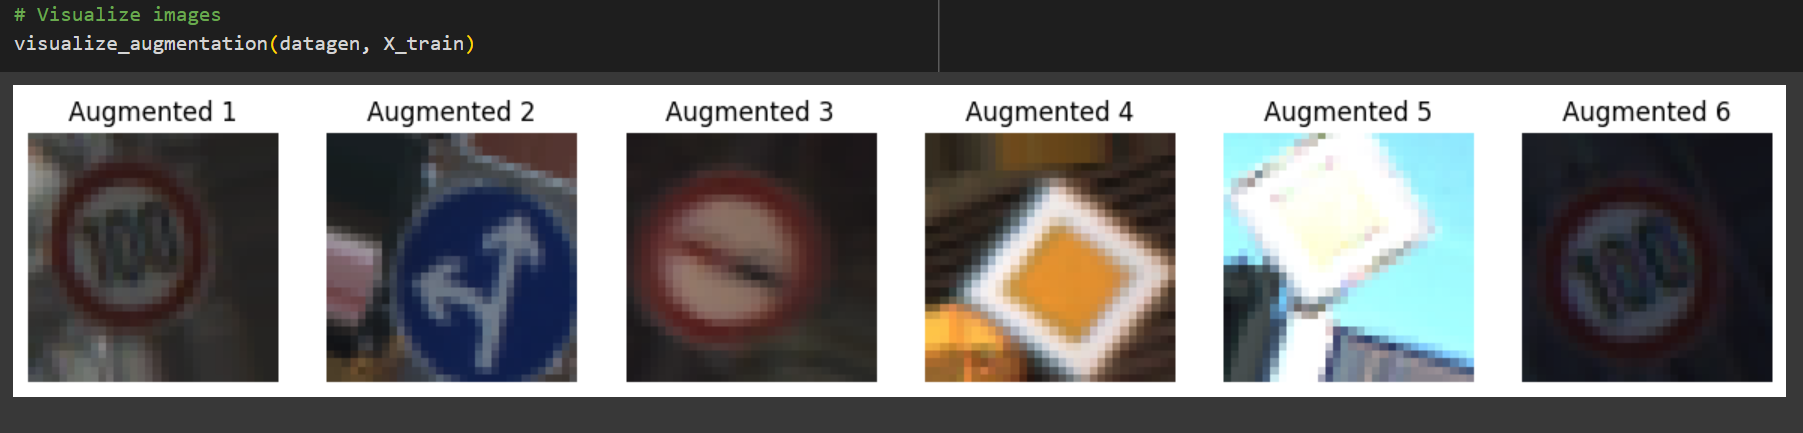 # Visualize images
visualize_augmentation(datagen, X_train)
Augmented 1 Augmented 2 Augmented 3 Augmented 4 Augmented 5 Augmented 6
100 100